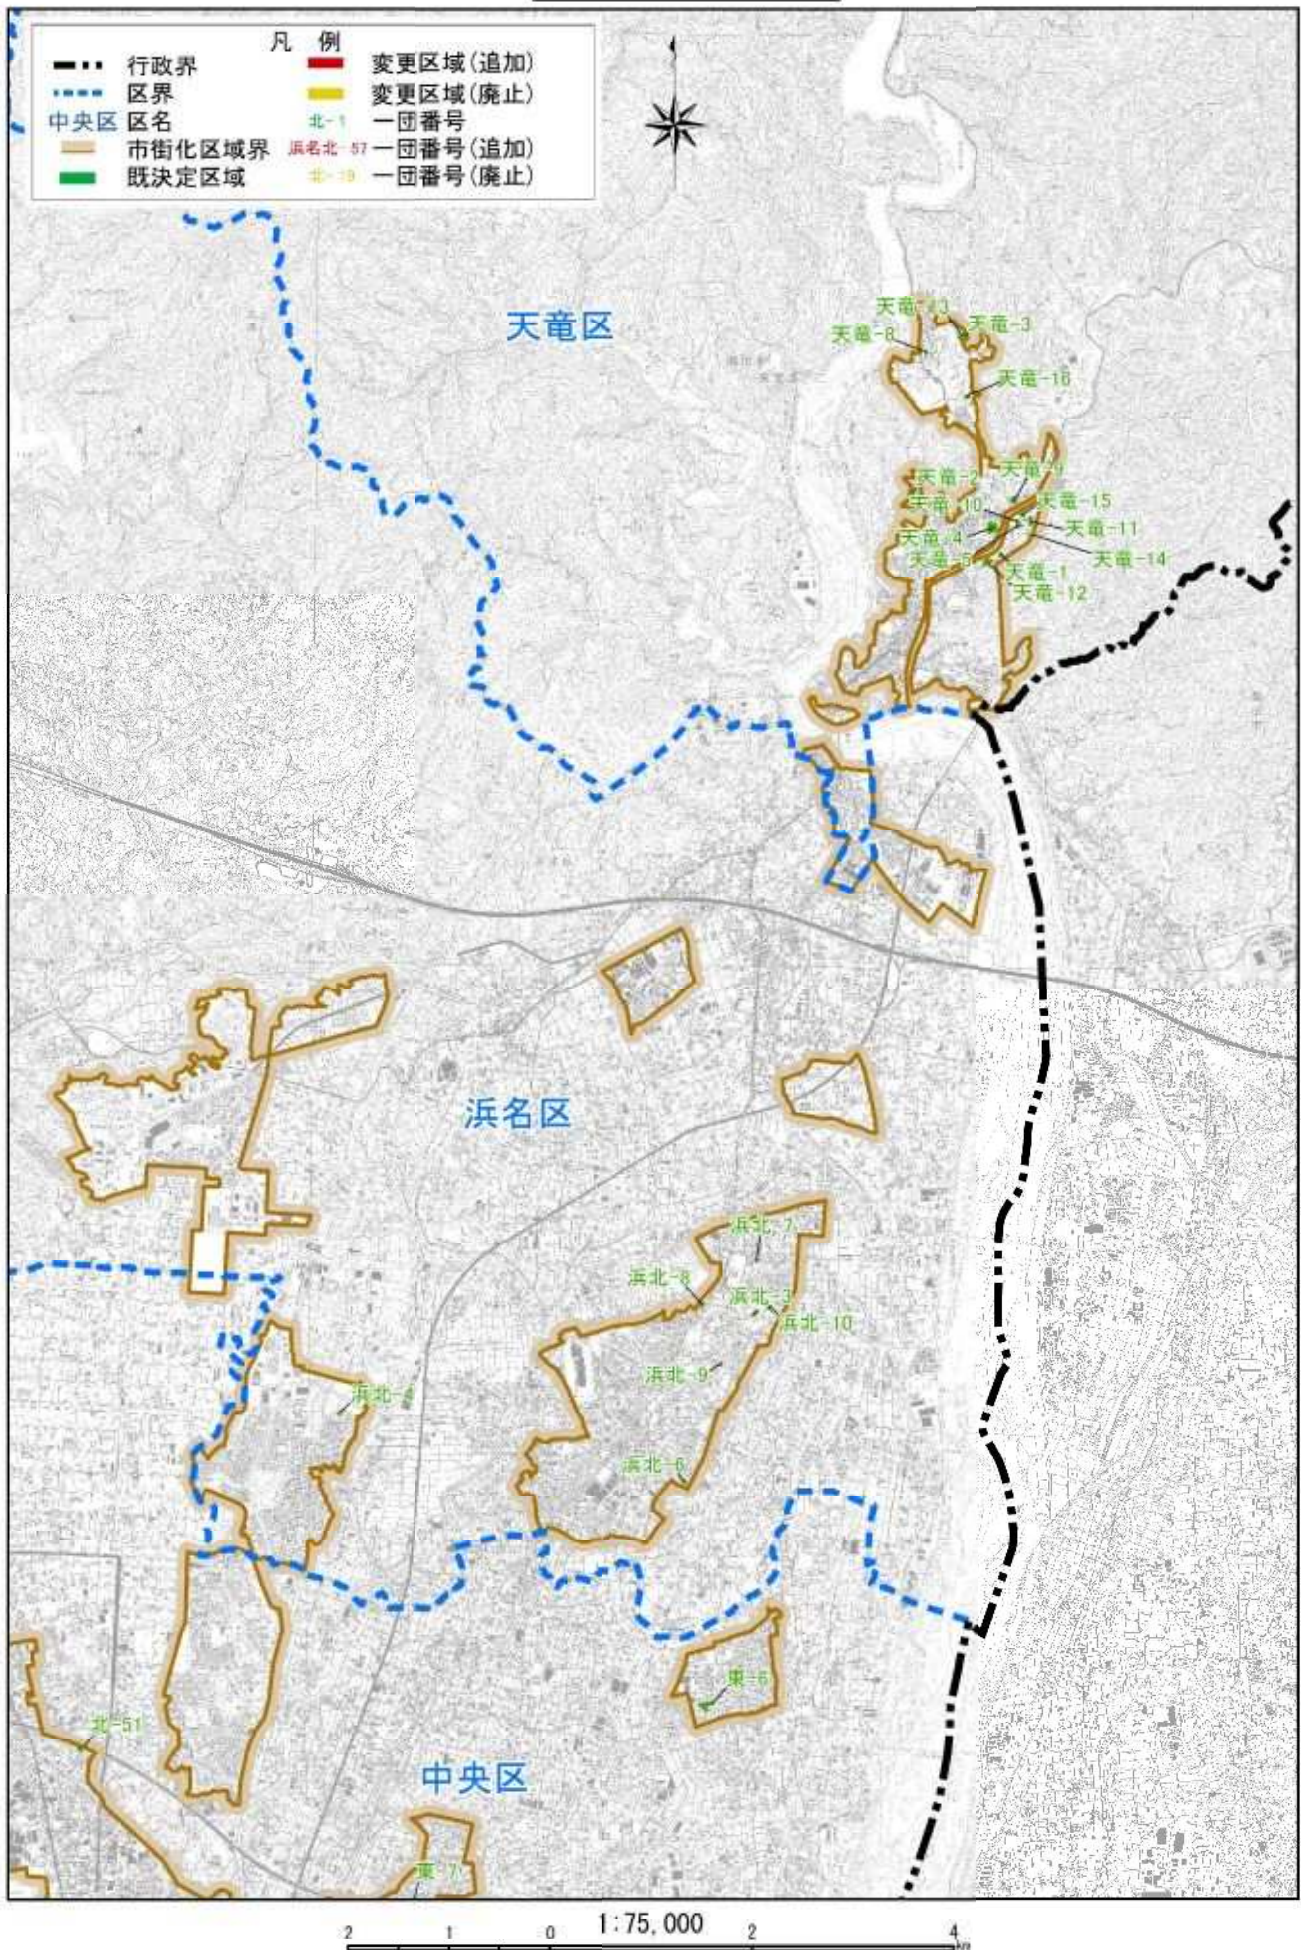 凡 例
行政界
変更区域(追加)
区界
変更区域(廃止)
中央区 区名
北-1 一団番号
市街化区域界
浜名北-57 一団番号(追加)
既決定区域
北-19 一団番号(廃止)
天竜区
天竜-13
天竜-3
天竜-8
天竜-16
天竜-2
天竜-10
天竜-15
天竜-4
天竜-11
天竜-14
天竜-1
天竜-12
浜名区
浜北-7
浜北-8
浜北-3
浜北-10
浜北-9
浜北-6
東-6
北-51
中央区
東-7
1:75,000
2 1 0 2 4
km